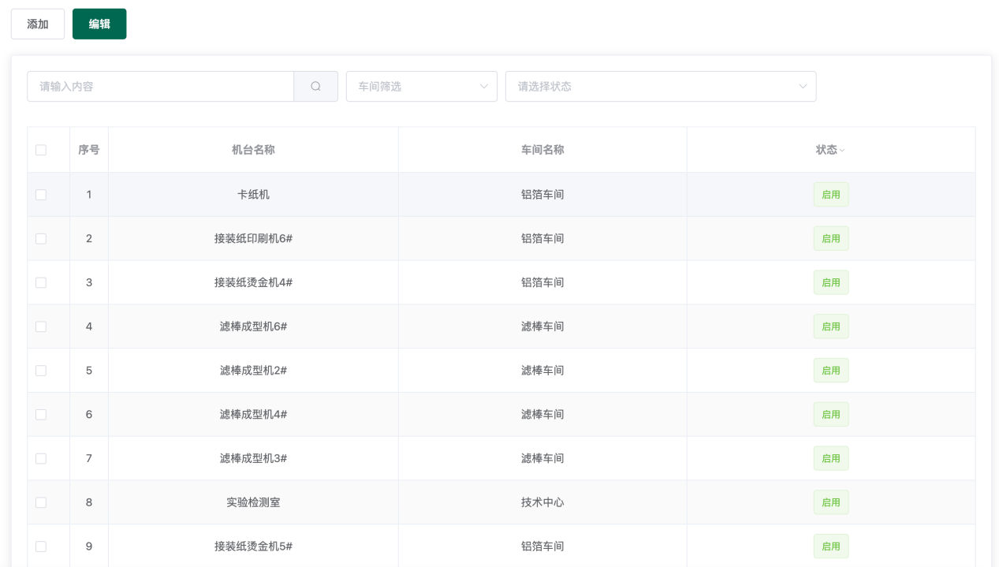 添加 编辑
请输入内容 车间筛选 请选择状态
序号 机台名称 车间名称 状态
1 卡纸机 铝箔车间 启用
2 接装纸印刷机6# 铝箔车间 启用
3 接装纸烫金机4# 铝箔车间 启用
4 滤棒成型机6# 滤棒车间 启用
5 滤棒成型机2# 滤棒车间 启用
6 滤棒成型机4# 滤棒车间 启用
7 滤棒成型机3# 滤棒车间 启用
8 实验检测室 技术中心 启用
9 接装纸烫金机5# 铝箔车间 启用